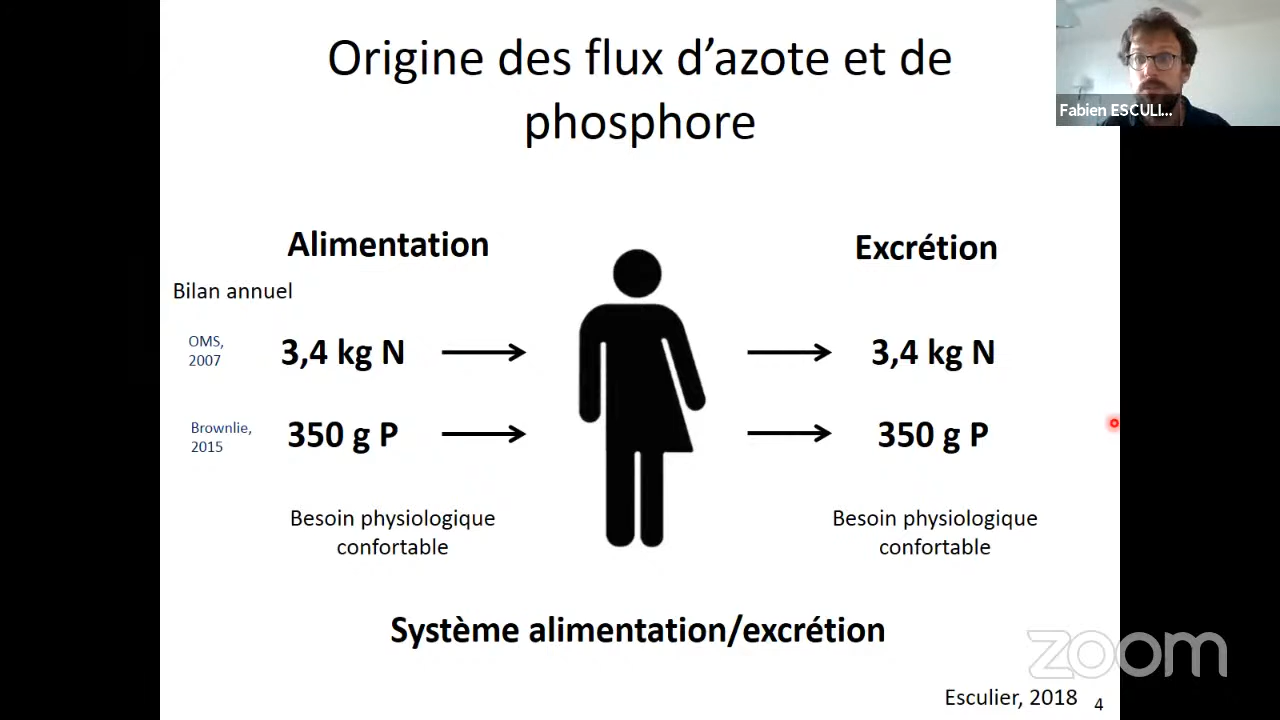 Origine des flux d’azote et de
phosphore
Fabien ESCULI...
Alimentation
Excrétion
Bilan annuel
OMS,
2007
3,4 kg N
3,4 kg N
Brownlie,
2015
350 g P
350 g P
Besoin physiologique
confortable
Besoin physiologique
confortable
Système alimentation/excrétion
zoom
Esculier, 2018
4